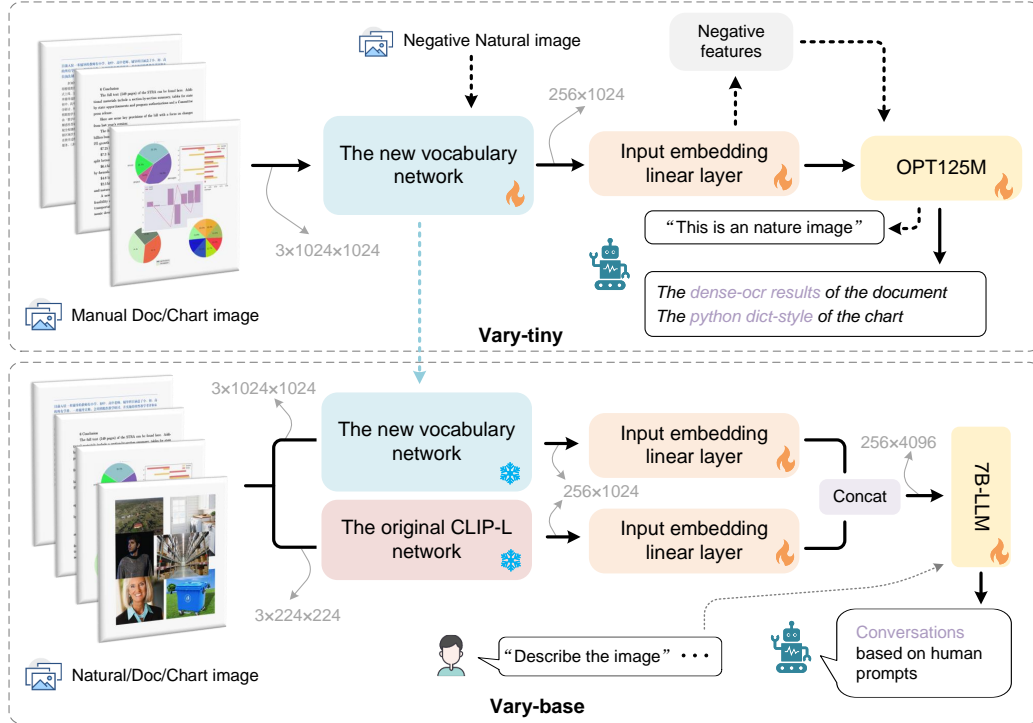 Negative Natural image
Negative
features
256×1024
The new vocabulary
network
Input embedding
linear layer
OPT125M
3×1024×1024
“This is an nature image”
The dense-ocr results of the document
The python dict-style of the chart
Manual Doc/Chart image
Vary-tiny
3×1024×1024
The new vocabulary
network
Input embedding
linear layer
256×4096
256×1024
Concat
7B-LLM
The original CLIP-L
network
Input embedding
linear layer
3×224×224
“Describe the image” ···
Conversations
based on human
prompts
Natural/Doc/Chart image
Vary-base